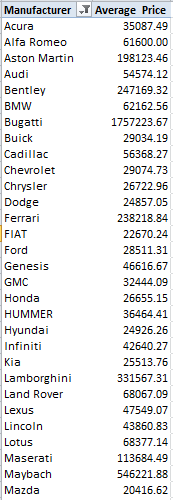 Manufacturer Average Price
Acura 35087.49
Alfa Romeo 61600.00
Aston Martin 198123.46
Audi 54574.12
Bentley 247169.32
BMW 62162.56
Bugatti 1757223.67
Buick 29034.19
Cadillac 56368.27
Chevrolet 29074.73
Chrysler 26722.96
Dodge 24857.05
Ferrari 238218.84
FIAT 22670.24
Ford 28511.31
Genesis 46616.67
GMC 32444.09
Honda 26655.15
HUMMER 36464.41
Hyundai 24926.26
Infiniti 42640.27
Kia 25513.76
Lamborghini 331567.31
Land Rover 68067.09
Lexus 47549.07
Lincoln 43860.83
Lotus 68377.14
Maserati 113684.49
Maybach 546221.88
Mazda 20416.62